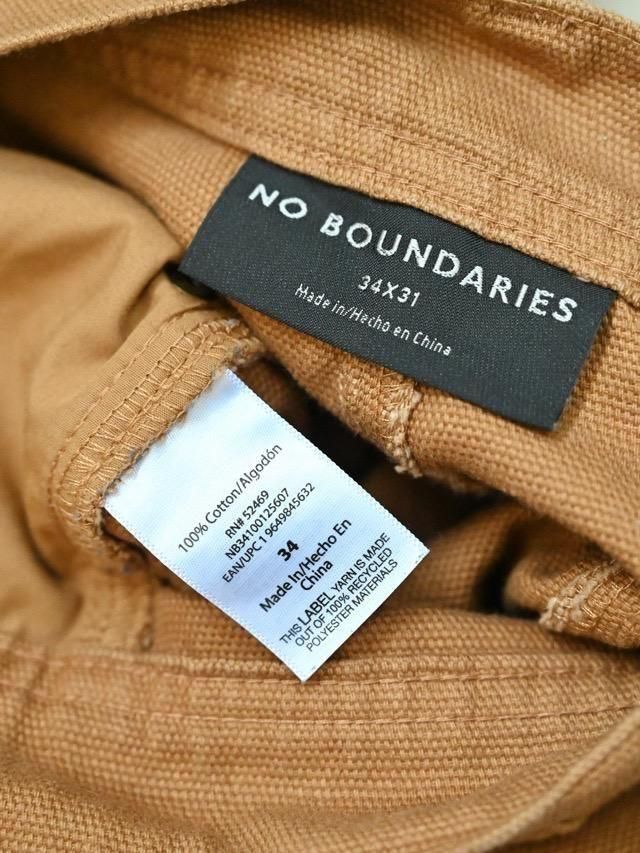 NO BOUNDARIES
34X31
Made in/Hecho en China
100% Cotton/Algodón
RN# 52469
NB34100125607
EAN/UPC 1 9649845632
34
Made In/Hecho En
China
THIS LABEL YARN IS MADE
OUT OF 100% RECYCLED
POLYESTER MATERIALS